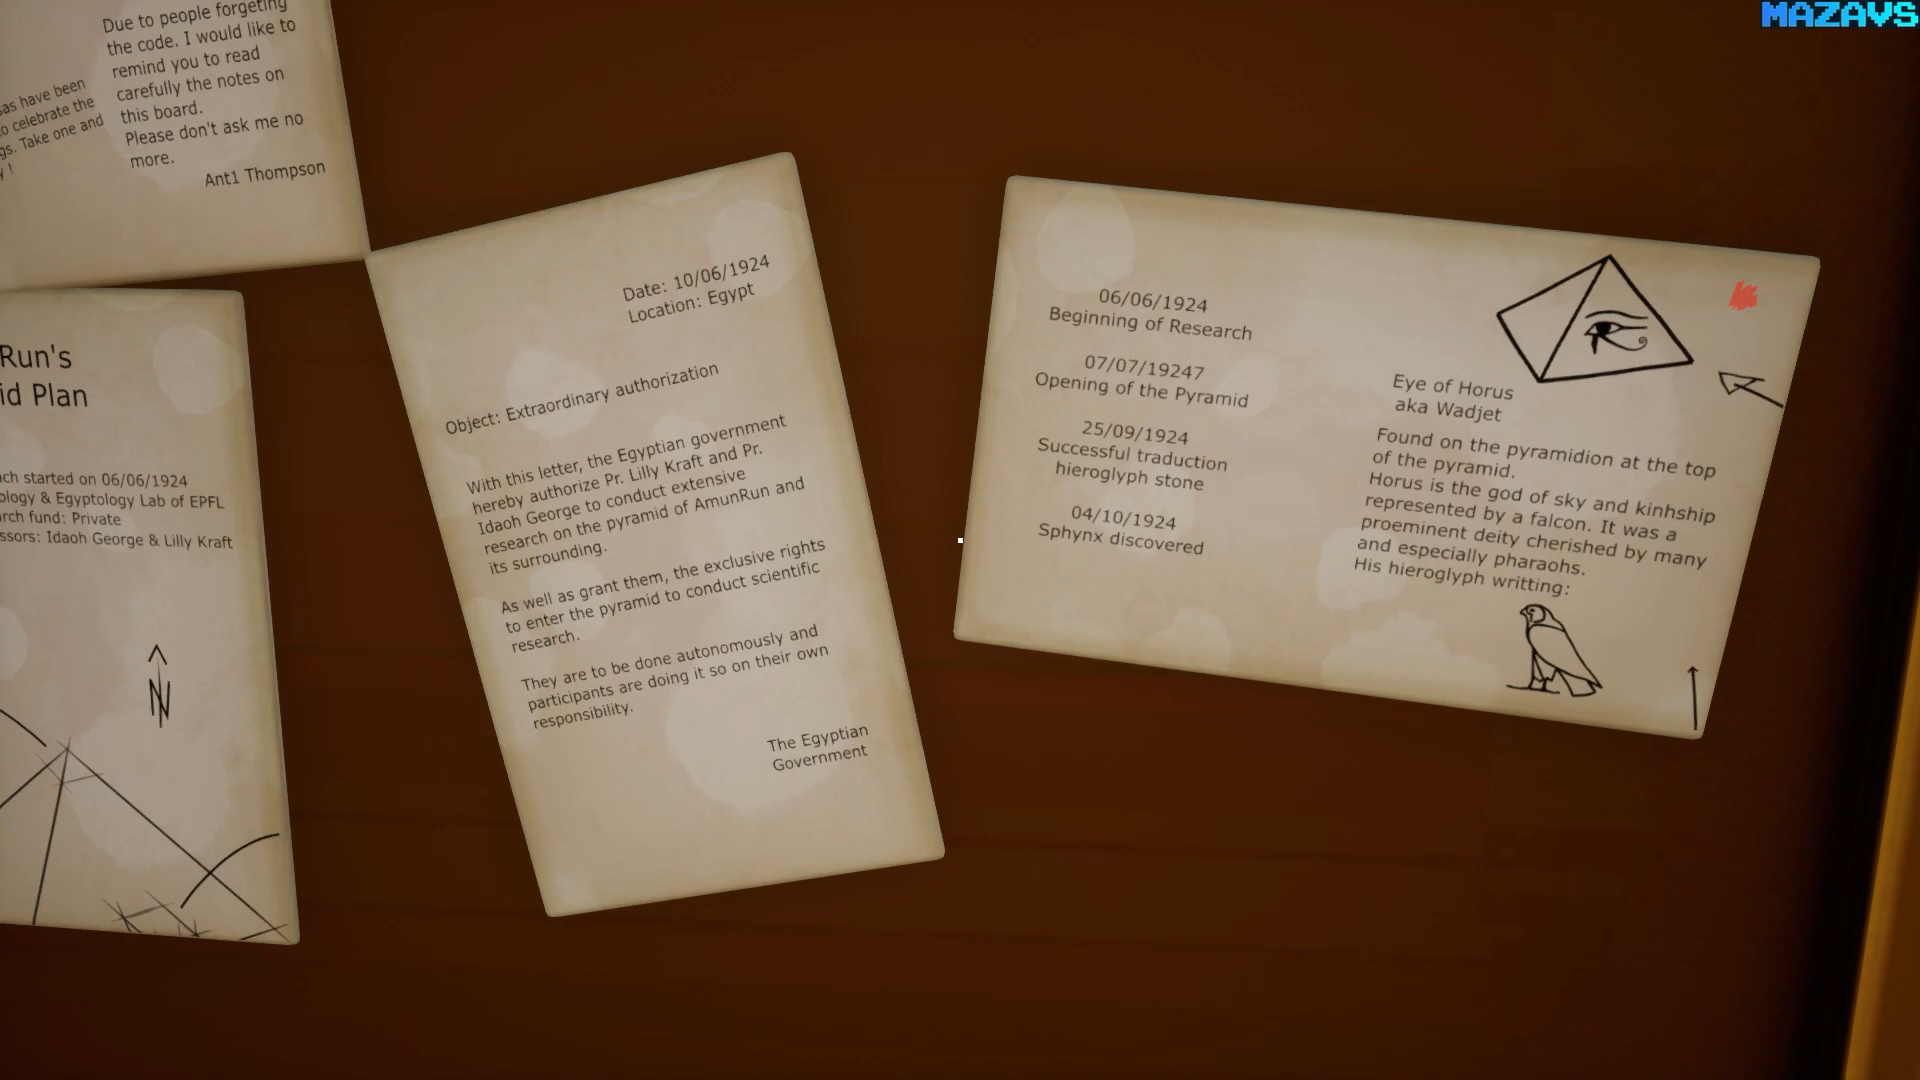 Due to people forgeting
the code. I would like to
remind you to read
carefully the notes on
this board.
Please don't ask me no
more.
Ant1 Thompson
have been
celebrate the
Take one and
Run's
Plan
started on 06/06/1924
& Egyptology Lab of EPFL
fund: Private
Idaoh George & Lilly Kraft
N
Date: 10/06/1924
Location: Egypt
Object: Extraordinary authorization
With this letter, the Egyptian government
hereby authorize Pr. Lilly Kraft and Pr.
Idaoh George to conduct extensive
research on the pyramid of AmunRun and
its surrounding.
As well as grant them, the exclusive rights
to enter the pyramid to conduct scientific
research.
They are to be done autonomously and
participants are doing it so on their own
responsibility.
The Egyptian
Government
06/06/1924
Beginning of Research
07/07/19247
Opening of the Pyramid
25/09/1924
Successful traduction
hieroglyph stone
04/10/1924
Sphynx discovered
Eye of Horus
aka Wadjet
Found on the pyramidion at the top
of the pyramid.
Horus is the god of sky and kinhship
represented by a falcon. It was a
proeminent deity cherished by many
and especially pharaohs.
His hieroglyph writting:
MAZAVS